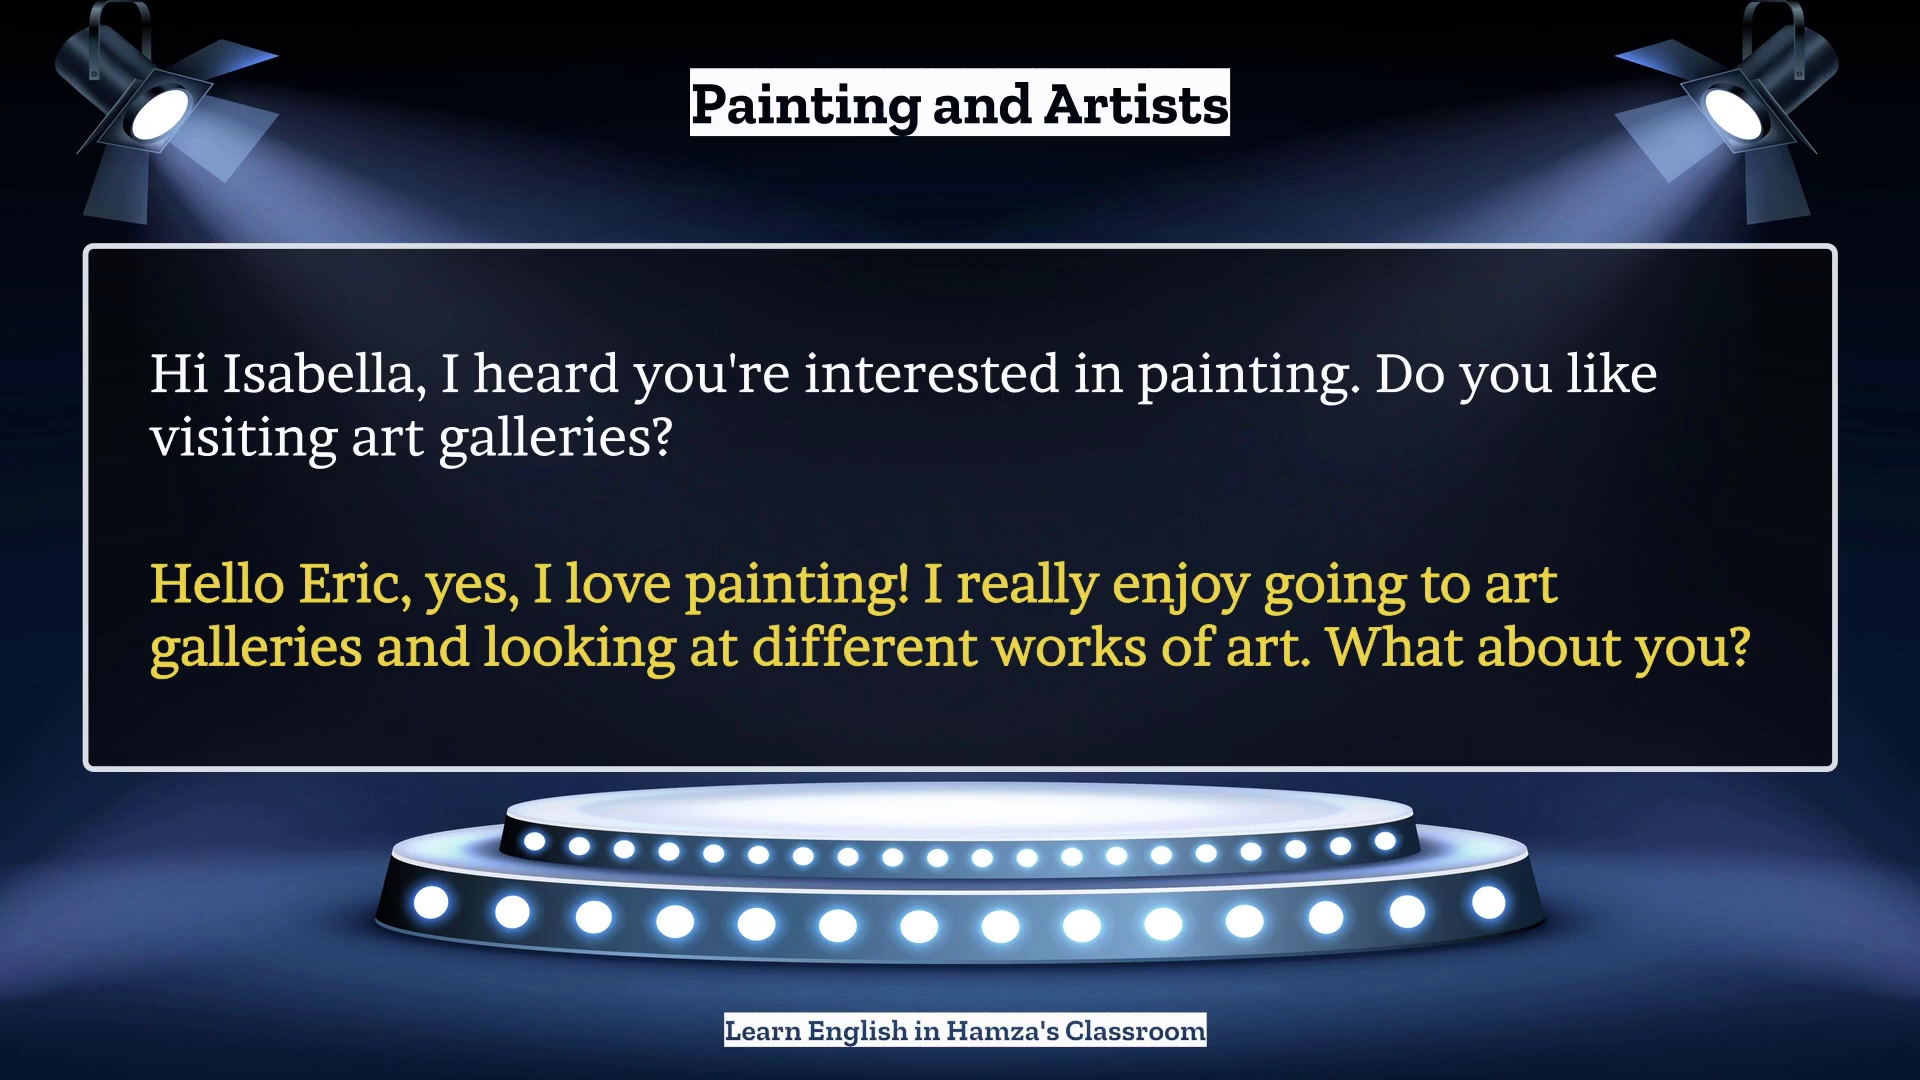 Painting and Artists
Hi Isabella, I heard you're interested in painting. Do you like
visiting art galleries?
Hello Eric, yes, I love painting! I really enjoy going to art
galleries and looking at different works of art. What about you?
Learn English in Hamza's Classroom